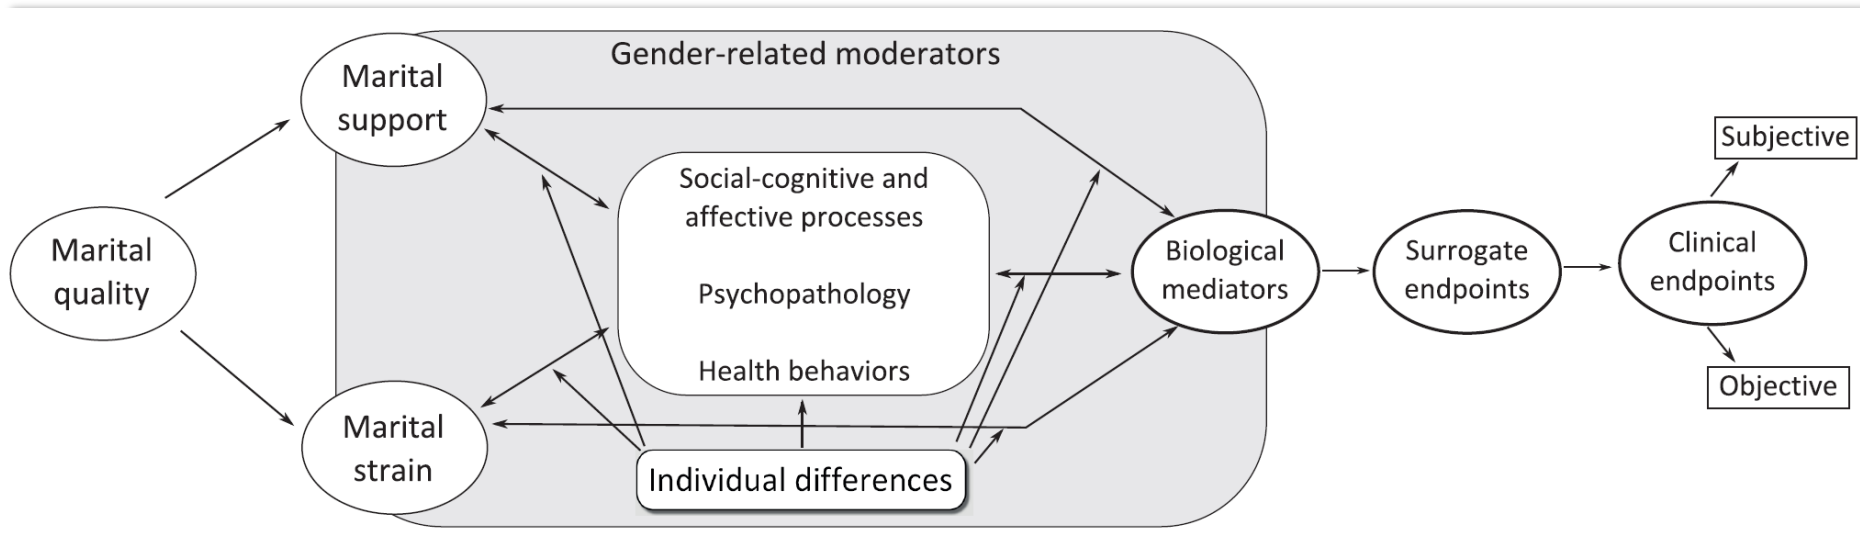 Gender-related moderators
Marital
support
Marital
quality
Marital
strain
Social-cognitive and
affective processes
Psychopathology
Health behaviors
Individual differences
Biological
mediators
Surrogate
endpoints
Clinical
endpoints
Subjective
Objective